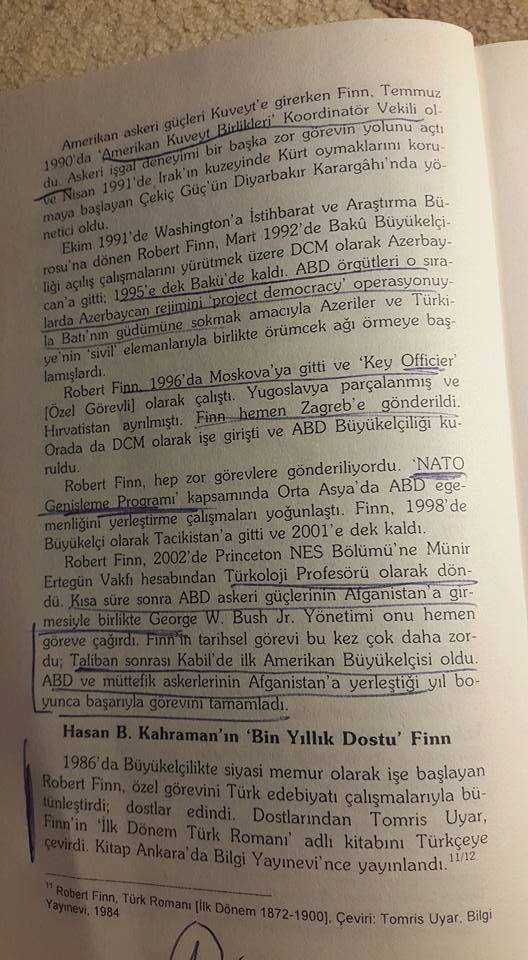 Amerikan askeri güçleri Kuveyt'e girerken Finn, Temmuz
1990'da 'Amerikan Kuveyt Birlikleri' Koordinatör Vekili ol-
du. Askeri işgal deneyimi bir başka zor görevin yolunu açtı
ve Nisan 1991'de Irak'ın kuzeyinde Kürt oymaklarını koru-
maya başlayan Çekiç Güç'ün Diyarbakır Karargâhı'nda yö-
netici oldu.
Ekim 1991'de Washington'a İstihbarat ve Araştırma Bü-
rosu'na dönen Robert Finn, Mart 1992'de Bakû Büyükelçi-
liği açılış çalışmalarını yürütmek üzere DCM olarak Azerbay-
can'a gitti; 1995'e dek Bakü'de kaldı. ABD örgütleri o sıra-
larda Azerbaycan rejimini 'project democracy' operasyonuy-
la Batı'nın güdümüne sokmak amacıyla Azeriler ve Türki-
ye'nin 'sivil' elemanlarıyla birlikte örümcek ağı örmeye baş-
lamışlardı.
Robert Finn, 1996'da Moskova'ya gitti ve 'Key Officier'
[Özel Görevli] olarak çalıştı. Yugoslavya parçalanmış ve
Hırvatistan ayrılmıştı. Finn hemen Zagreb'e gönderildi.
Orada da DCM olarak işe girişti ve ABD Büyükelçiliği ku-
ruldu.
Robert Finn, hep zor görevlere gönderiliyordu. 'NATO
Genişleme Programı' kapsamında Orta Asya'da ABD ege-
menliğini yerleştirme çalışmaları yoğunlaştı. Finn, 1998'de
Büyükelçi olarak Tacikistan'a gitti ve 2001'e dek kaldı.
Robert Finn, 2002'de Princeton NES Bölümü'ne Münir
Ertegün Vakfı hesabından Türkoloji Profesörü olarak dön-
dü. Kısa süre sonra ABD askeri güçlerinin Afganistan'a gir-
mesiyle birlikte George W. Bush Jr. Yönetimi onu hemen
göreve çağırdı. Finn'in tarihsel görevi bu kez çok daha zor-
du; Taliban sonrası Kabil'de ilk Amerikan Büyükelçisi oldu.
ABD ve müttefik askerlerinin Afganistan'a yerleştiği yıl bo-
yunca başarıyla görevini tamamladı.
Hasan B. Kahraman'ın 'Bin Yıllık Dostu' Finn
1986'da Büyükelçilikte siyasi memur olarak işe başlayan
Robert Finn, özel görevini Türk edebiyatı çalışmalarıyla bü-
tünleştirdi; dostlar edindi. Dostlarından Tomris Uyar,
Finn'in 'İlk Dönem Türk Romanı' adlı kitabını Türkçeye
çevirdi. Kitap Ankara'da Bilgi Yayınevi'nce yayınlandı.11/12
11 Robert Finn, Türk Romanı [İlk Dönem 1872-1900], Çeviri: Tomris Uyar, Bilgi
Yayınevi, 1984